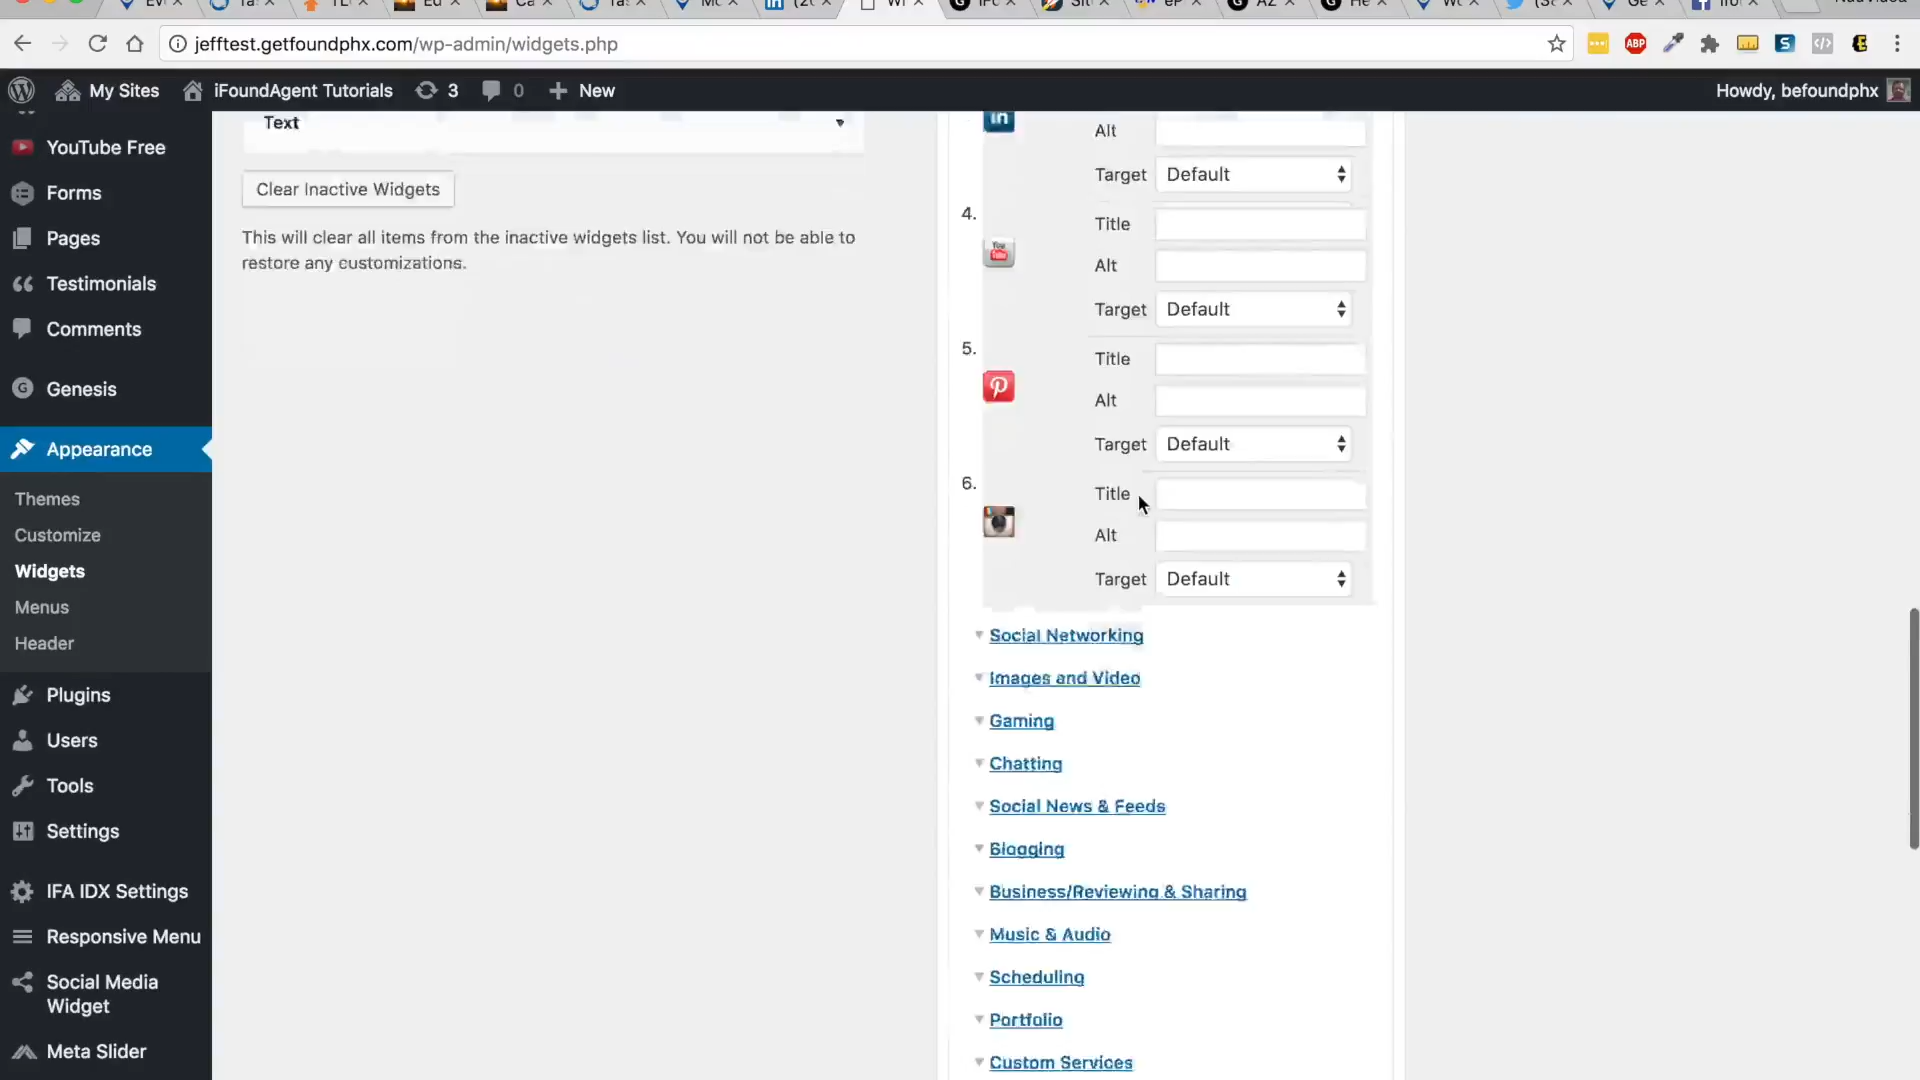 jefftest.getfoundphx.com/wp-admin/widgets.php
ABP
My Sites
iFoundAgent Tutorials
3
0
New
Howdy, befoundphx
YouTube Free
Forms
Pages
Testimonials
Comments
Genesis
Appearance
Themes
Customize
Widgets
Menus
Header
Plugins
Users
Tools
Settings
IFA IDX Settings
Responsive Menu
Social Media
Widget
Meta Slider
Text
Clear Inactive Widgets
This will clear all items from the inactive widgets list. You will not be able to
restore any customizations.
in
Alt
Target Default
4.
Title
You
Tube
Alt
Target Default
5.
Title
Alt
Target Default
6.
Title
Alt
Target Default
Social Networking
Images and Video
Gaming
Chatting
Social News & Feeds
Blogging
Business/Reviewing & Sharing
Music & Audio
Scheduling
Portfolio
Custom Services